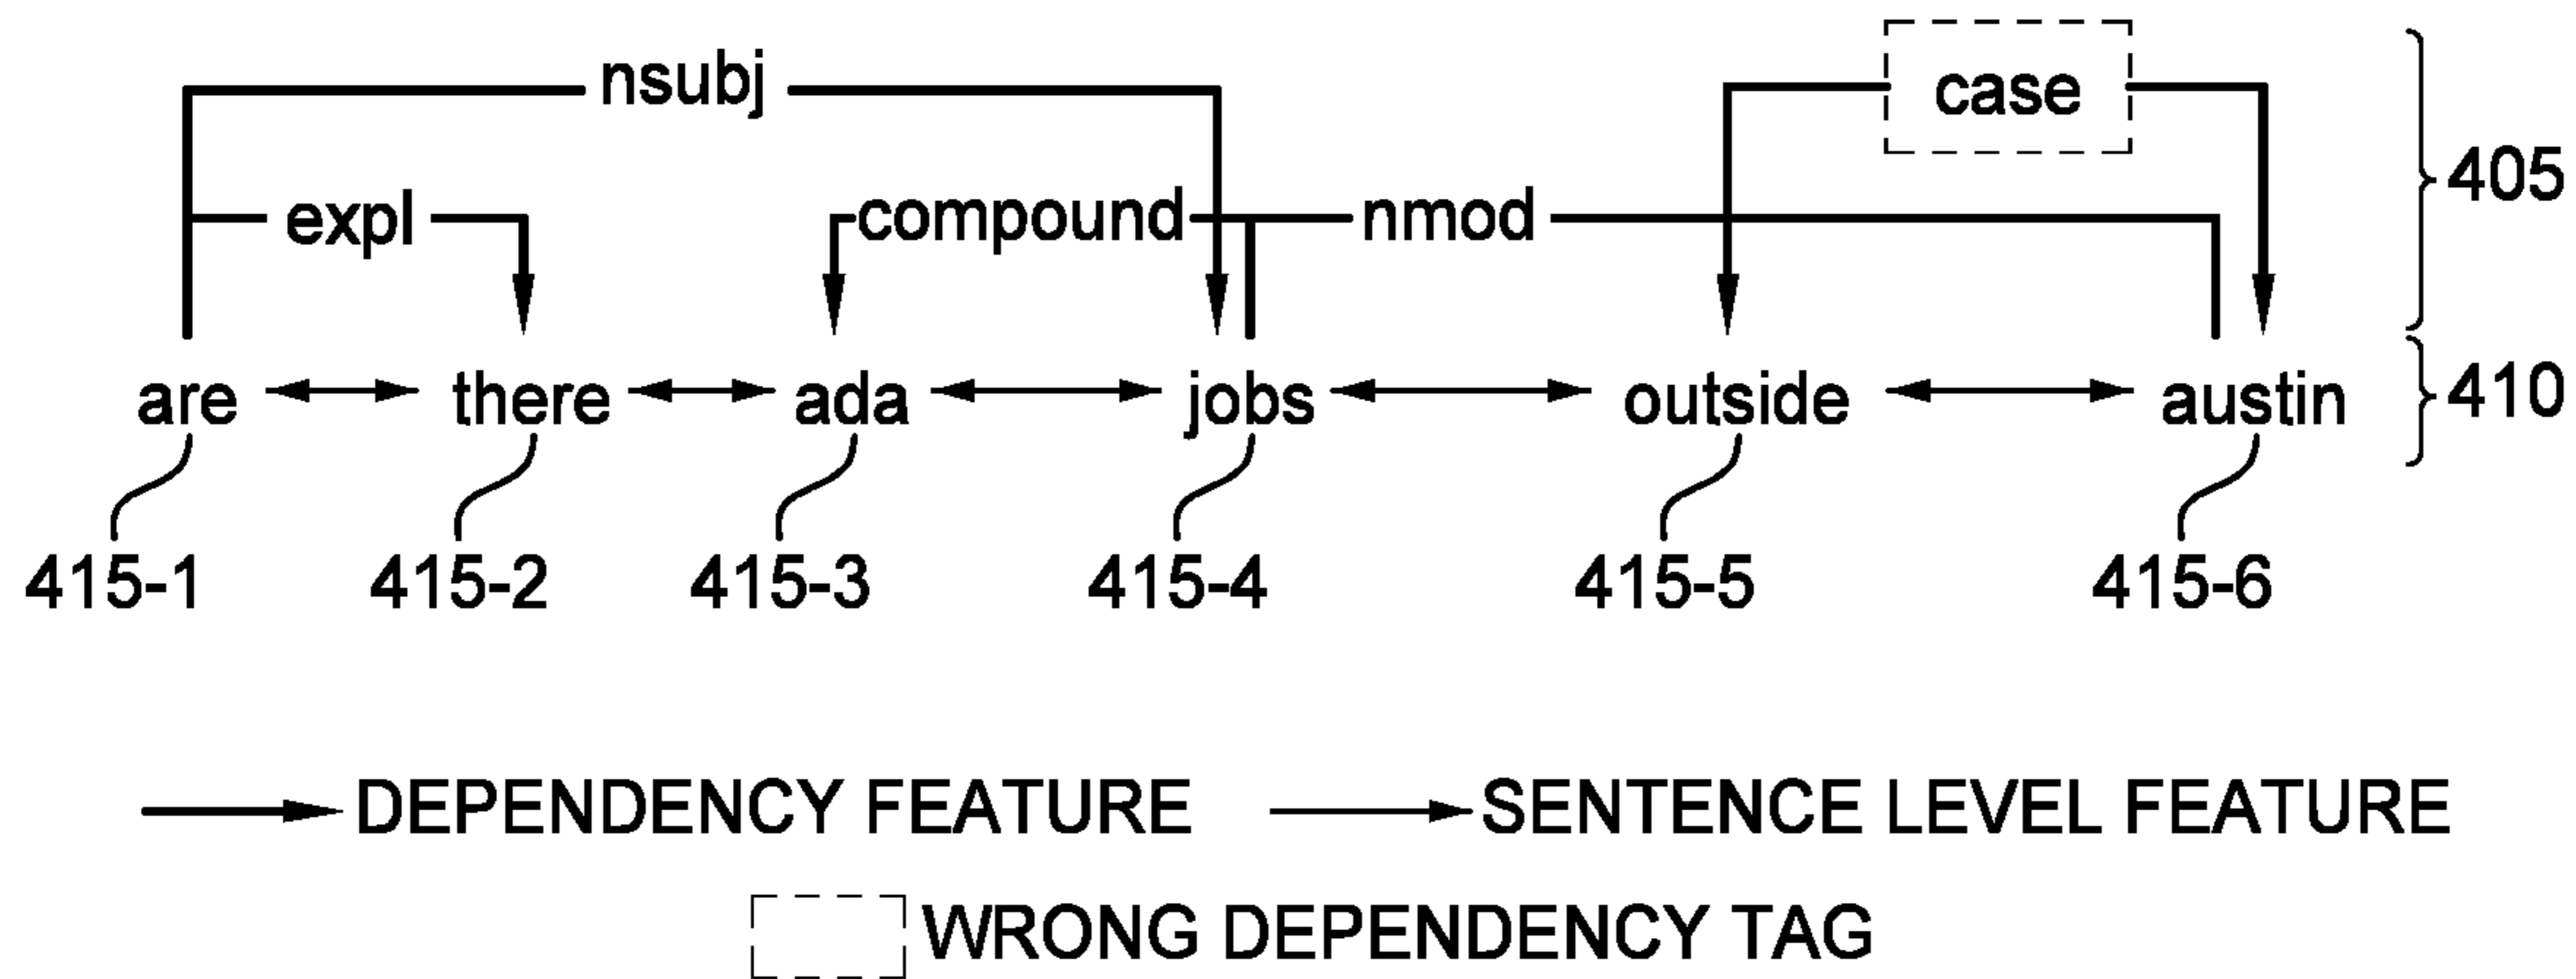 nsubj case
expl compound nmod 405
are there ada jobs outside austin 410
415-1 415-2 415-3 415-4 415-5 415-6
DEPENDENCY FEATURE SENTENCE LEVEL FEATURE
WRONG DEPENDENCY TAG